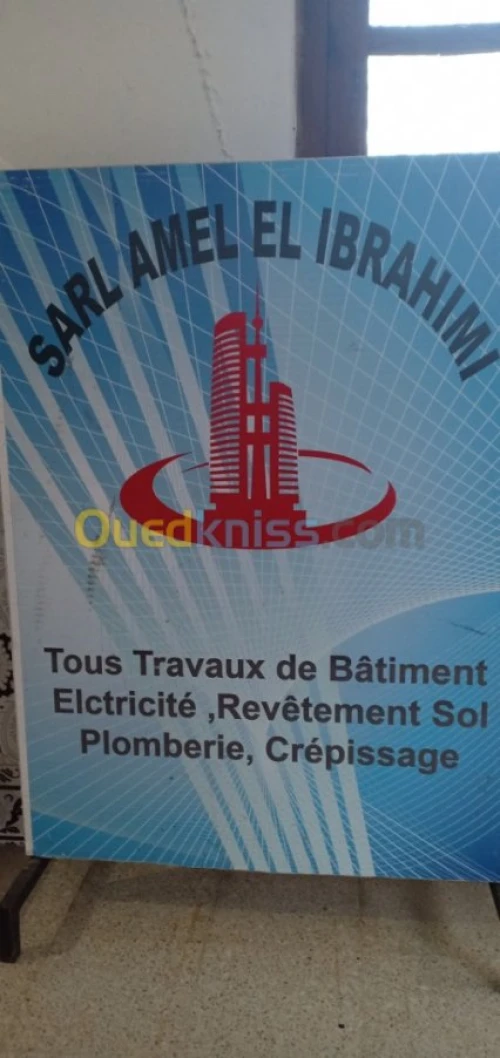 SARL AMEL EL IBRAHIMI
Ouedkniss.com
Tous Travaux de Bâtiment
Elctricité ,Revêtement Sol
Plomberie, Crépissage